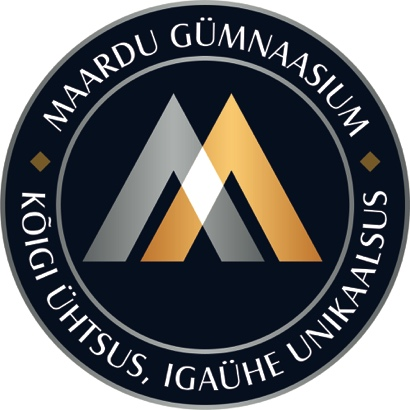 MAARDU GÜMNAASIUM
KÕIGI ÜHTSUS, IGAÜHE UNIKAALSUS